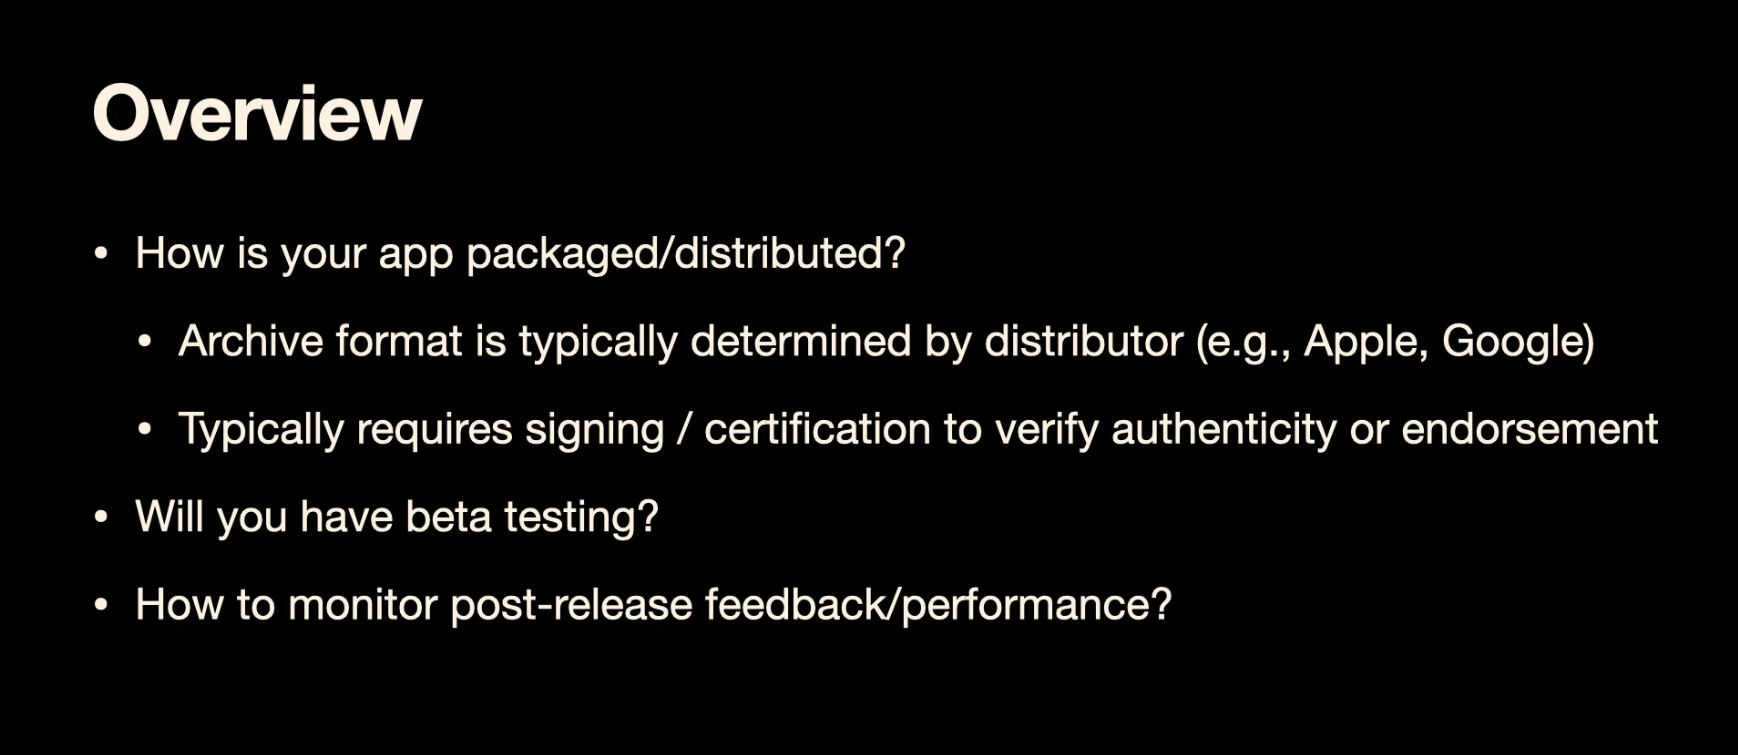 Overview
• How is your app packaged/distributed?
• Archive format is typically determined by distributor (e.g., Apple, Google)
• Typically requires signing / certification to verify authenticity or endorsement
• Will you have beta testing?
• How to monitor post-release feedback/performance?